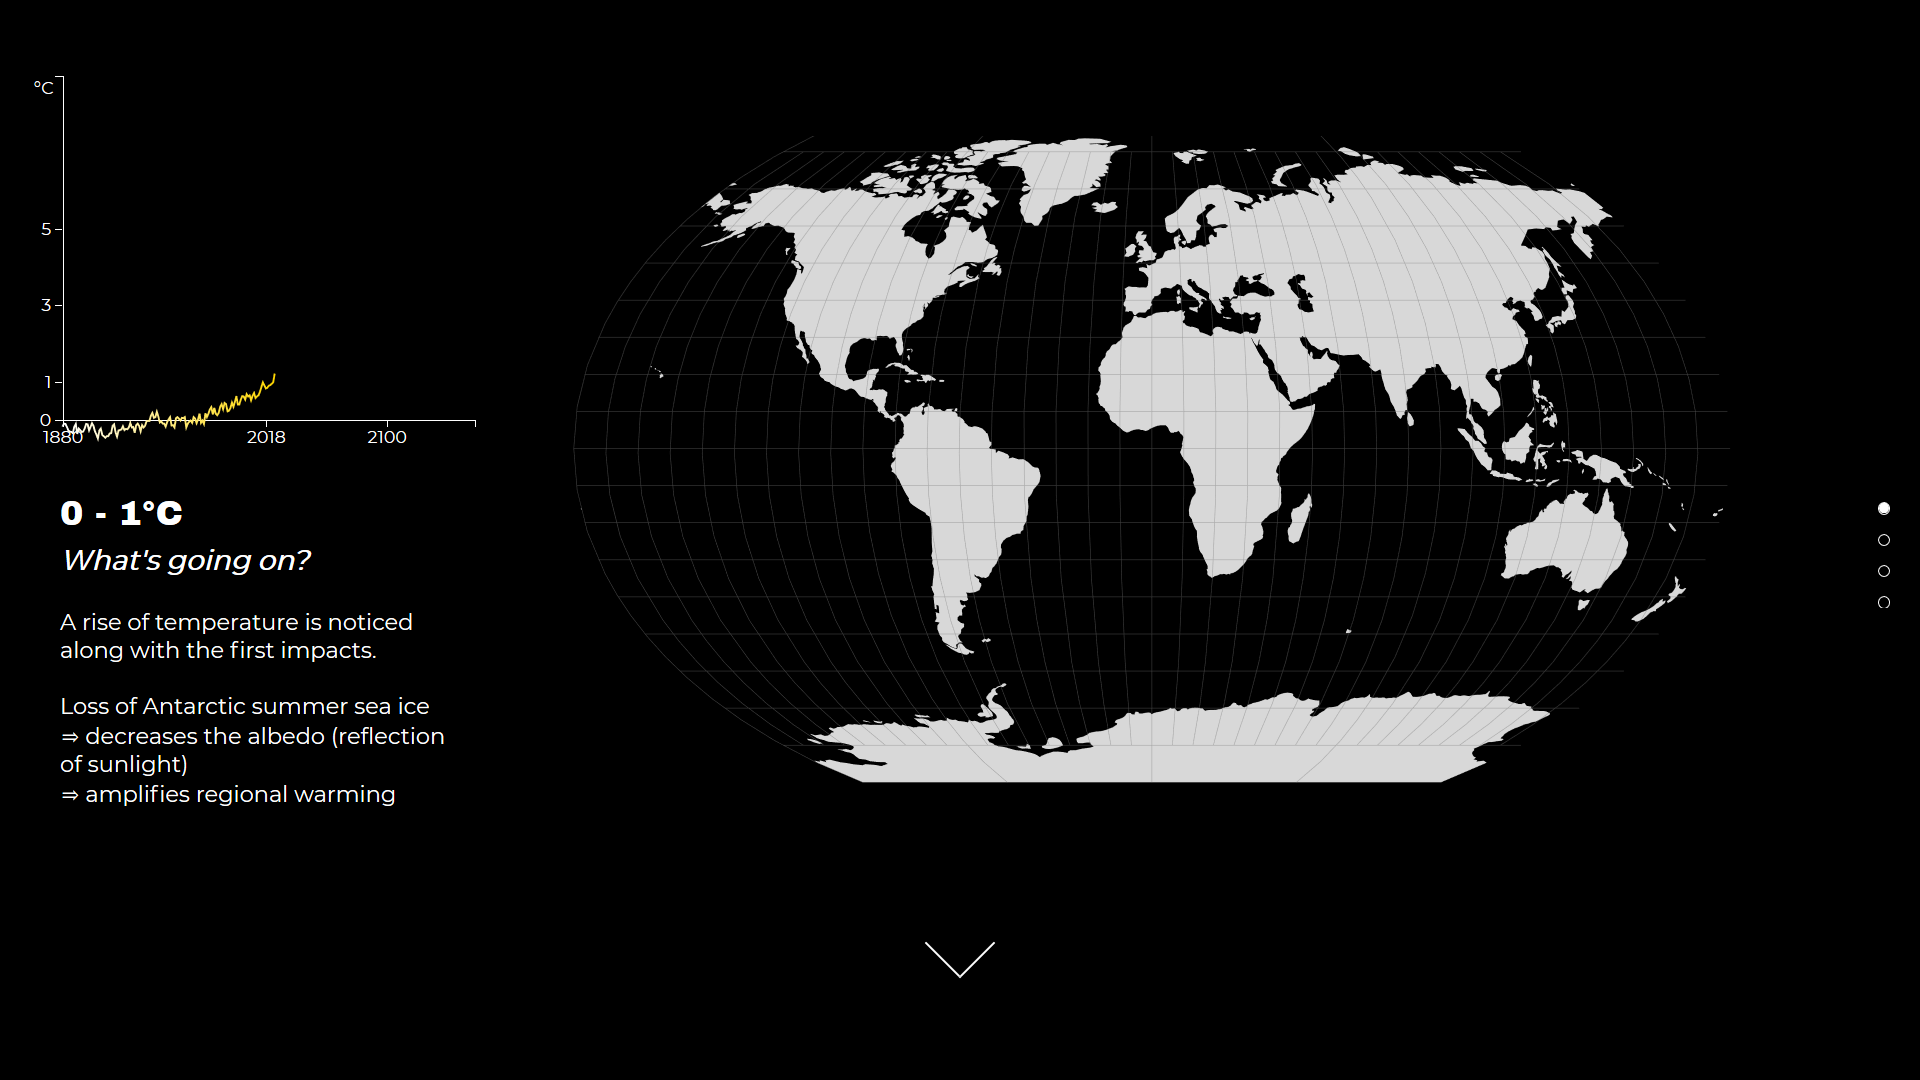 °C
5
3
1
0
1880 2018 2100
0 - 1°C
What's going on?
A rise of temperature is noticed
along with the first impacts.
Loss of Antarctic summer sea ice
⇒ decreases the albedo (reflection
of sunlight)
⇒ amplifies regional warming